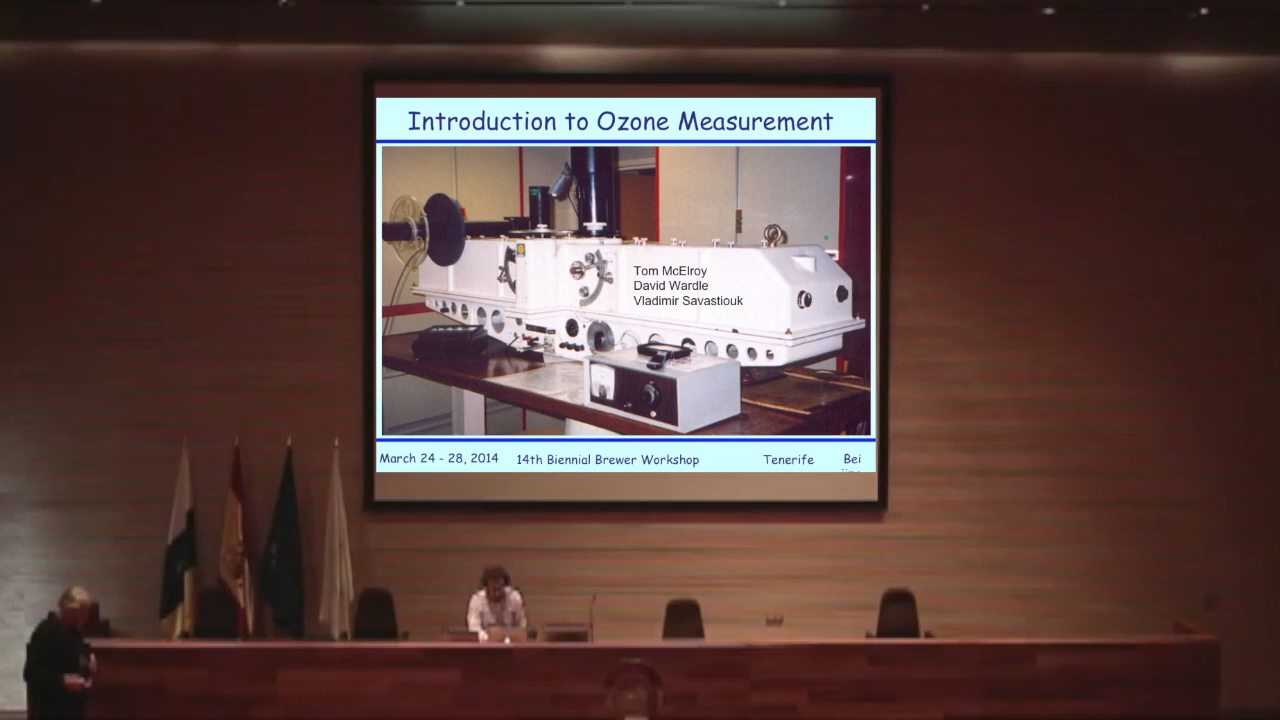 Introduction to Ozone Measurement
Tom McElroy
David Wardle
Vladimir Savastiouk
March 24 - 28, 2014 14th Biennial Brewer Workshop Tenerife Bei